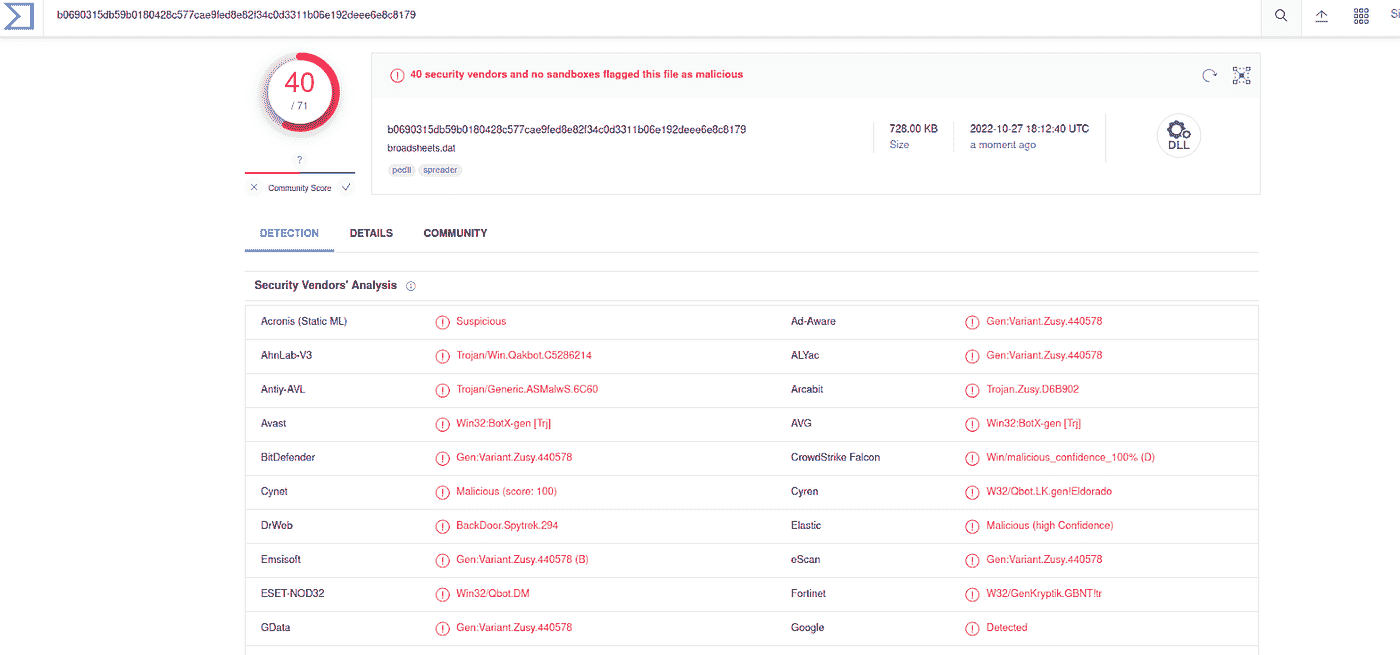 b0690315db59b0180428c577cae9fed8e82f34c0d3311b06e192deee6e8c8179
40
/ 71
?
Community Score
40 security vendors and no sandboxes flagged this file as malicious
b0690315db59b0180428c577cae9fed8e82f34c0d3311b06e192deee6e8c8179
broadsheets.dat
pedll spreader
728.00 KB
Size
2022-10-27 18:12:40 UTC
a moment ago
DLL
DETECTION DETAILS COMMUNITY
Security Vendors' Analysis
Acronis (Static ML) Suspicious Ad-Aware Gen:Variant.Zusy.440578
AhnLab-V3 Trojan/Win.Qakbot.C5286214 ALYac Gen:Variant.Zusy.440578
Antiy-AVL Trojan/Generic.ASMalwS.6C60 Arcabit Trojan.Zusy.D6B902
Avast Win32:BotX-gen [Trj] AVG Win32:BotX-gen [Trj]
BitDefender Gen:Variant.Zusy.440578 CrowdStrike Falcon Win/malicious_confidence_100% (D)
Cynet Malicious (score: 100) Cyren W32/Qbot.LK.gen!Eldorado
DrWeb BackDoor.Spytrek.294 Elastic Malicious (high Confidence)
Emsisoft Gen:Variant.Zusy.440578 (B) eScan Gen:Variant.Zusy.440578
ESET-NOD32 Win32/Qbot.DM Fortinet W32/GenKryptik.GBNT!tr
GData Gen:Variant.Zusy.440578 Google Detected